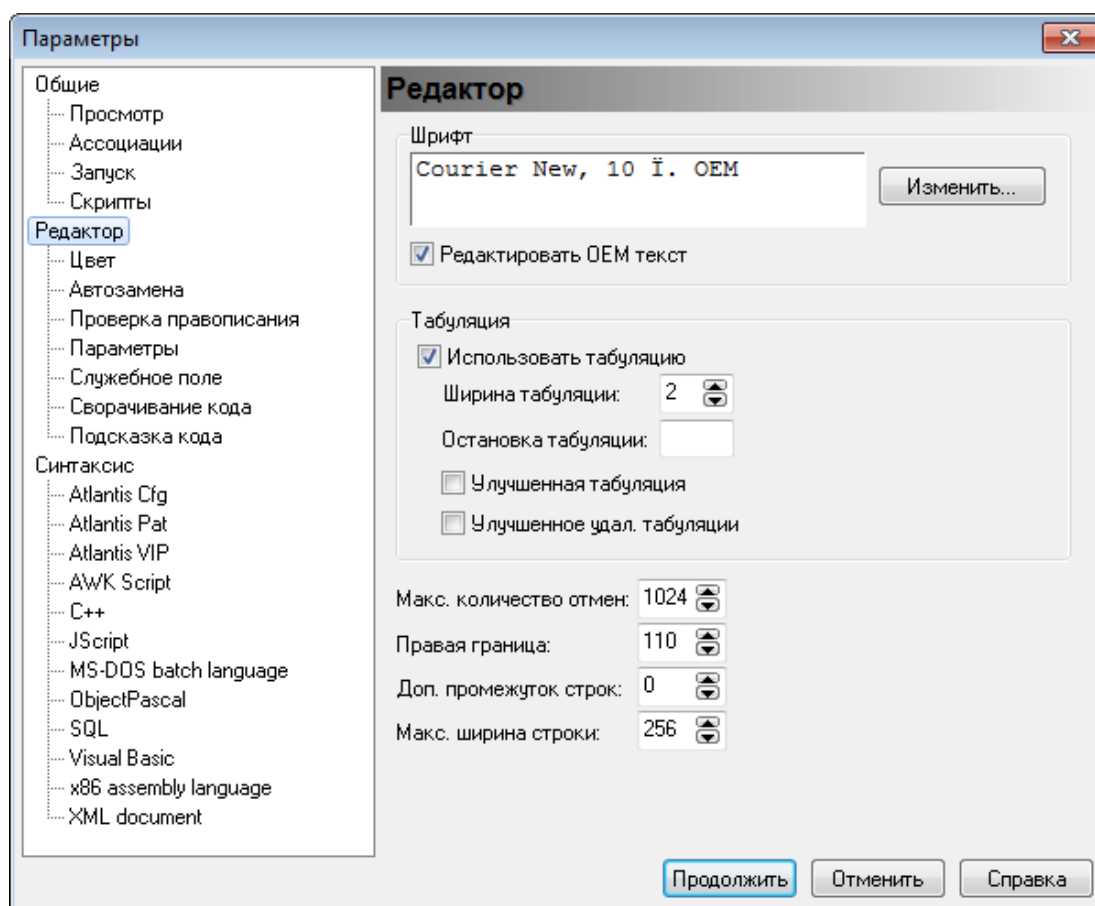 Параметры
Общие
Просмотр
Ассоциации
Запуск
Скрипты
Редактор
Цвет
Автозамена
Проверка правописания
Параметры
Служебное поле
Сворачивание кода
Подсказка кода
Синтаксис
Atlantis Cfg
Atlantis Pat
Atlantis VIP
AWK Script
C++
JScript
MS-DOS batch language
ObjectPascal
SQL
Visual Basic
x86 assembly language
XML document
Редактор
Шрифт
Courier New, 10 Ï. OEM
Изменить...
Редактировать OEM текст
Табуляция
Использовать табуляцию
Ширина табуляции: 2
Остановка табуляции:
Улучшенная табуляция
Улучшенное удал. табуляции
Макс. количество отмен: 1024
Правая граница: 110
Доп. промежуток строк: 0
Макс. ширина строки: 256
Продолжить Отменить Справка